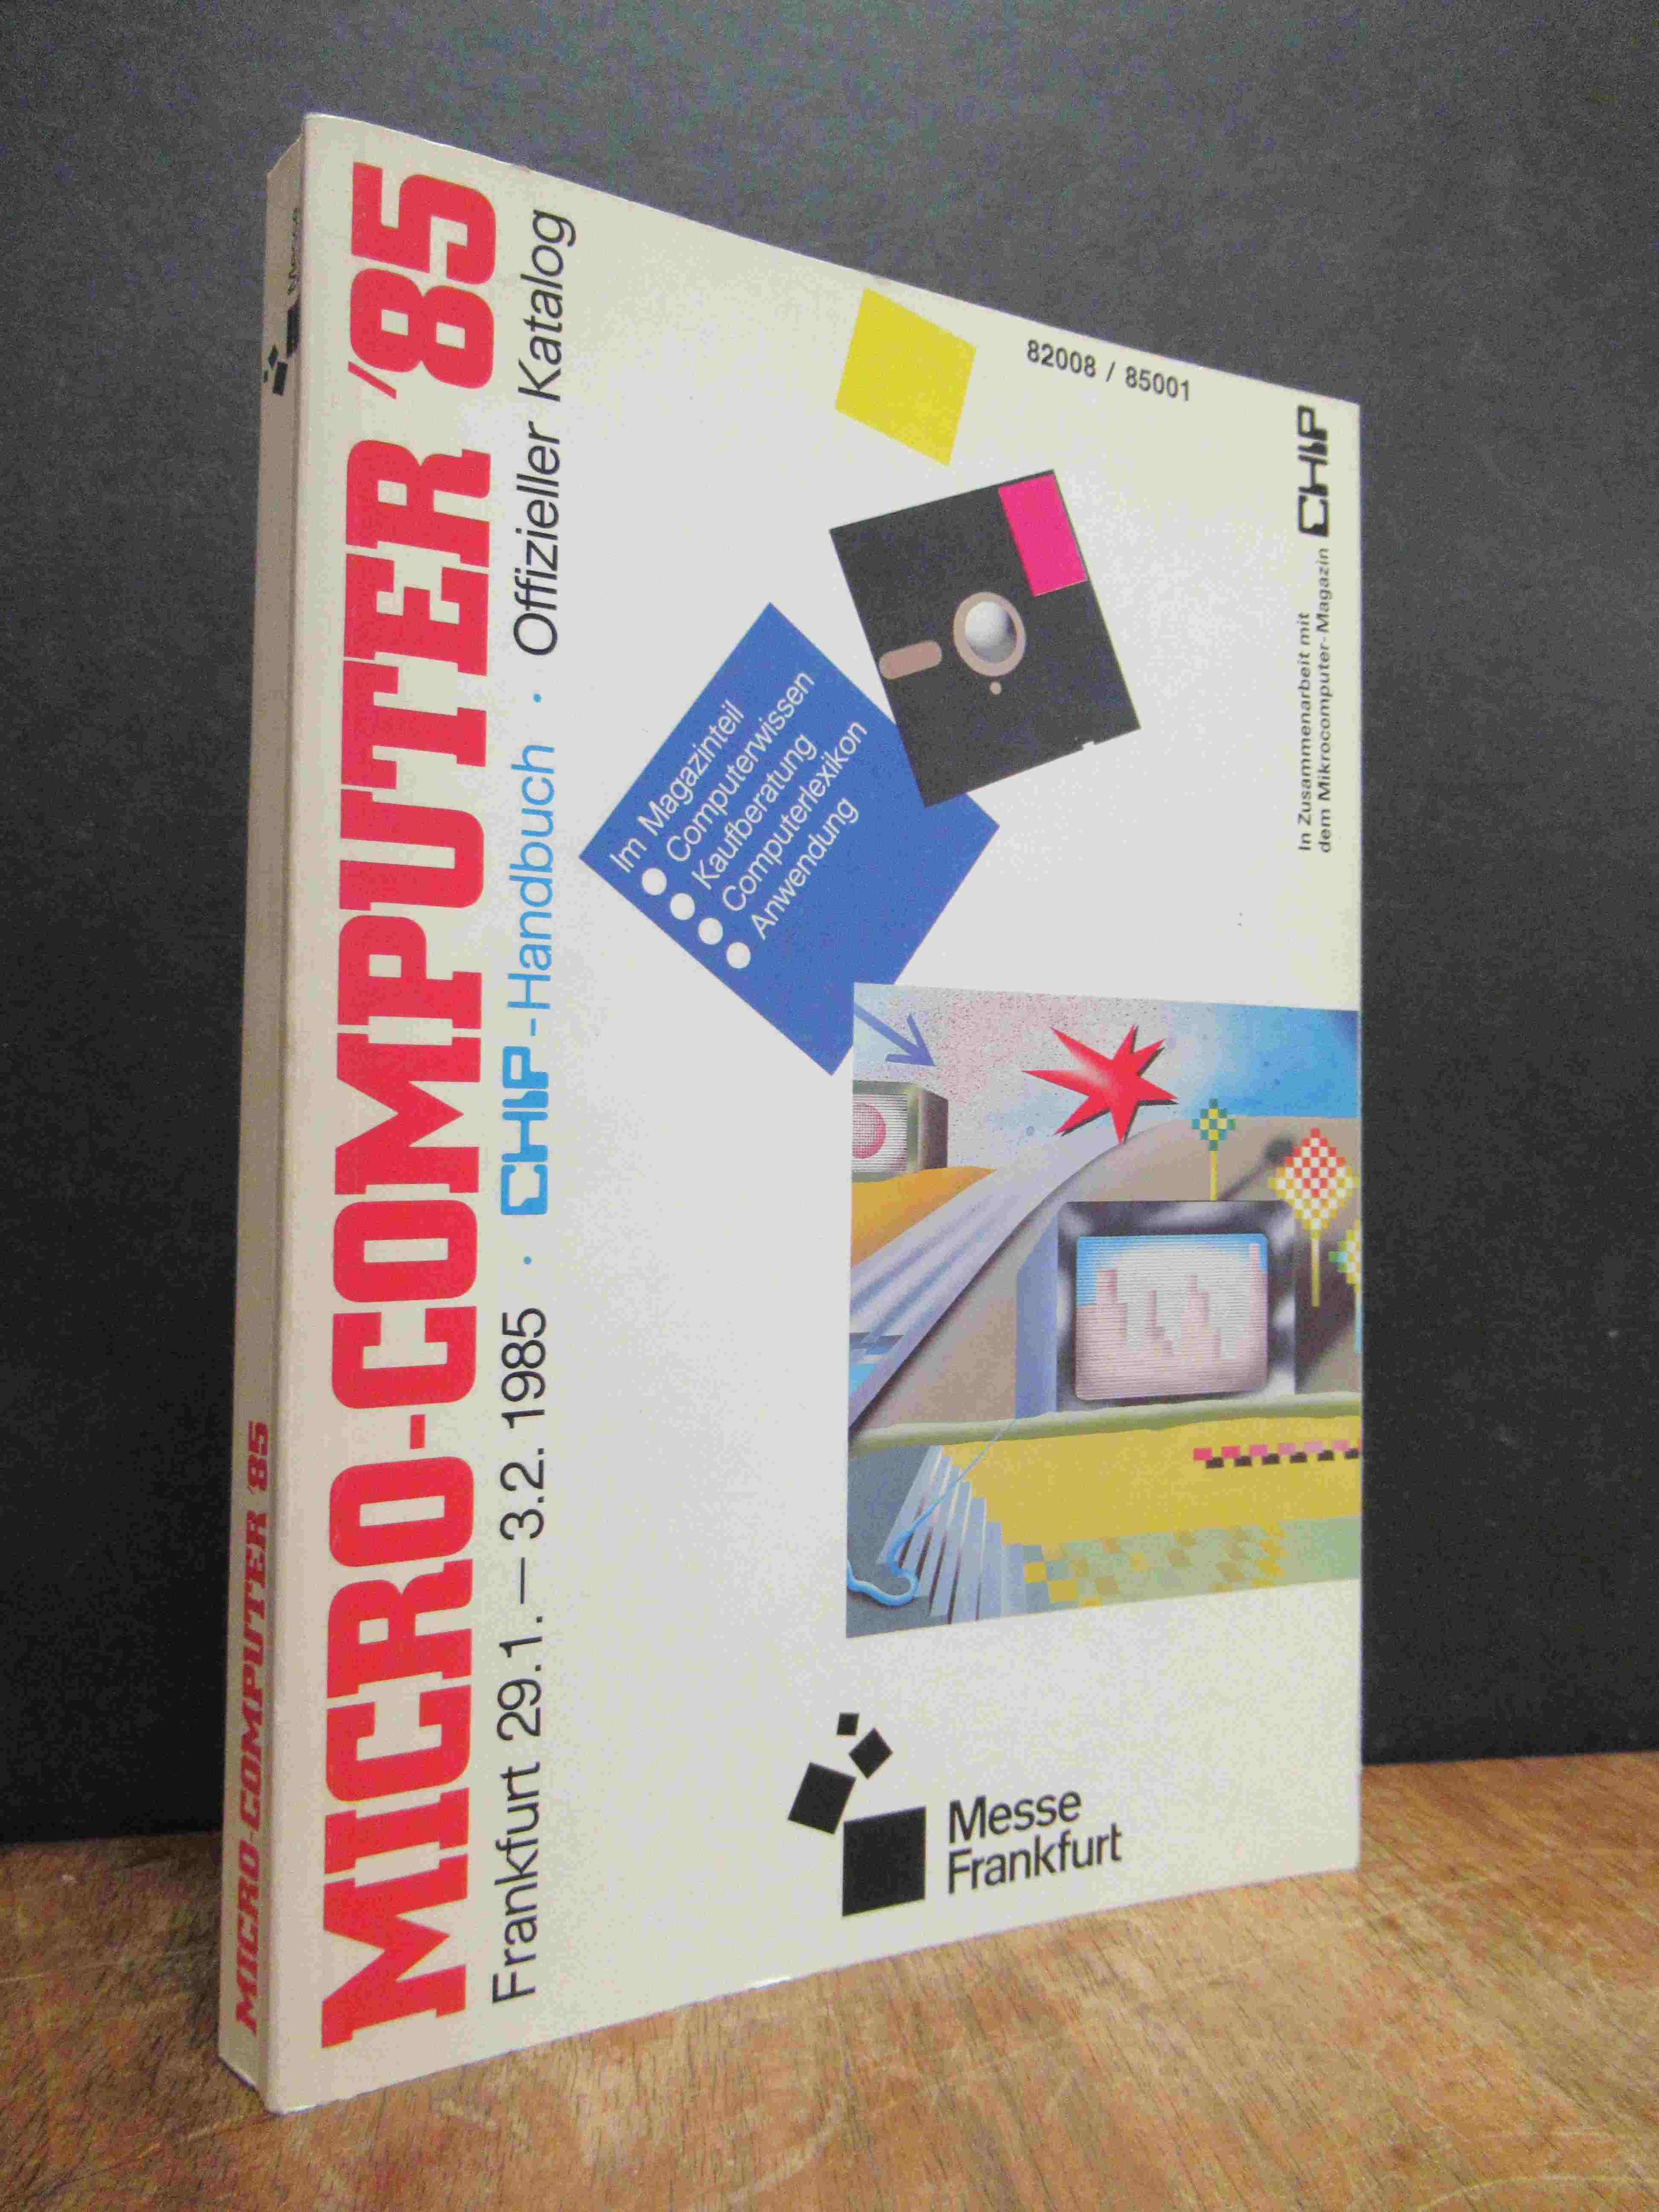 MICRO-COMPUTER '85
Frankfurt 29.1.–3.2.1985 · CHIP-Handbuch · Offizieller Katalog
Im Magazinteil
Computerwissen
Kaufberatung
Computerlexikon
Anwendung
82008 / 85001
In Zusammenarbeit mit
dem Mikrocomputer-Magazin CHIP
Messe
Frankfurt
MICRO-COMPUTER '85
Messe